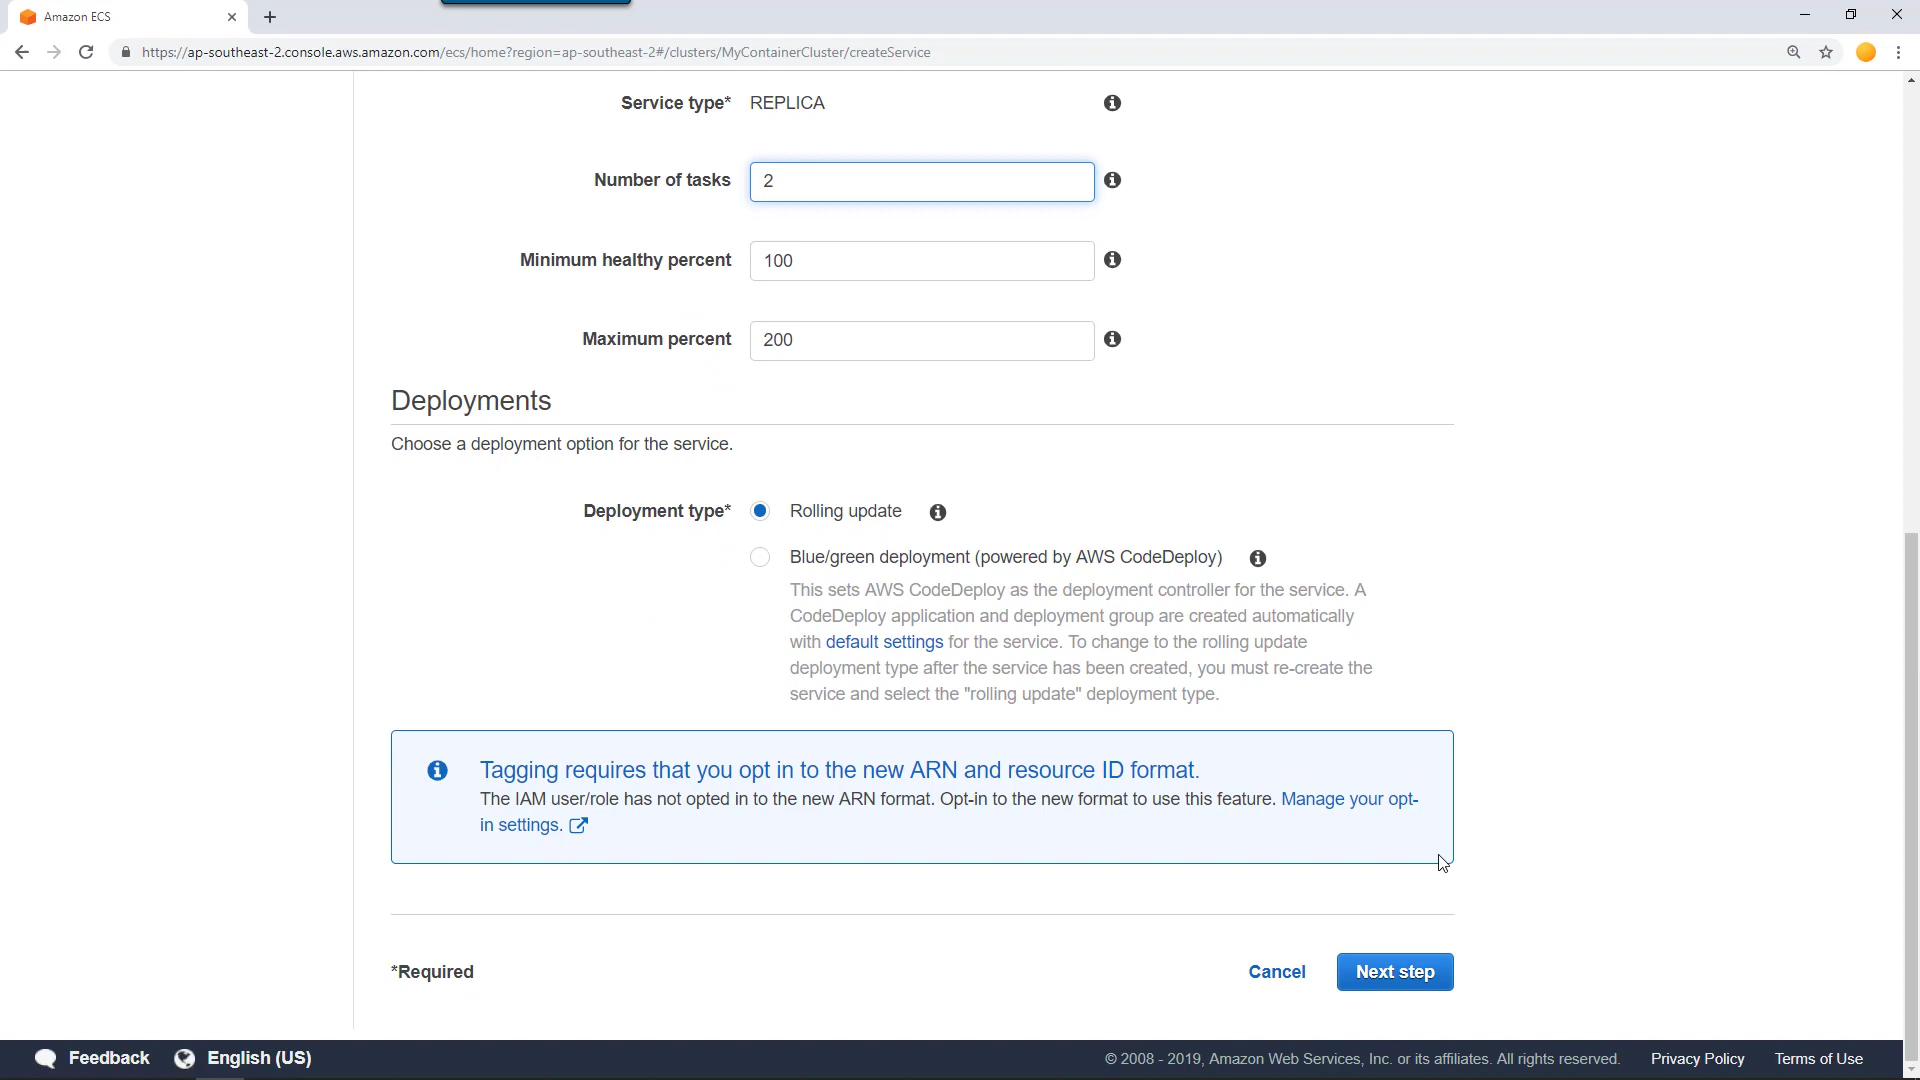 Amazon ECS
https://ap-southeast-2.console.aws.amazon.com/ecs/home?region=ap-southeast-2#/clusters/MyContainerCluster/createService
Service type* REPLICA
Number of tasks 2
Minimum healthy percent 100
Maximum percent 200
Deployments
Choose a deployment option for the service.
Deployment type* Rolling update
Blue/green deployment (powered by AWS CodeDeploy)
This sets AWS CodeDeploy as the deployment controller for the service. A
CodeDeploy application and deployment group are created automatically
with default settings for the service. To change to the rolling update
deployment type after the service has been created, you must re-create the
service and select the "rolling update" deployment type.
Tagging requires that you opt in to the new ARN and resource ID format.
The IAM user/role has not opted in to the new ARN format. Opt-in to the new format to use this feature. Manage your opt-
in settings.
*Required Cancel Next step
Feedback English (US) © 2008 - 2019, Amazon Web Services, Inc. or its affiliates. All rights reserved. Privacy Policy Terms of Use